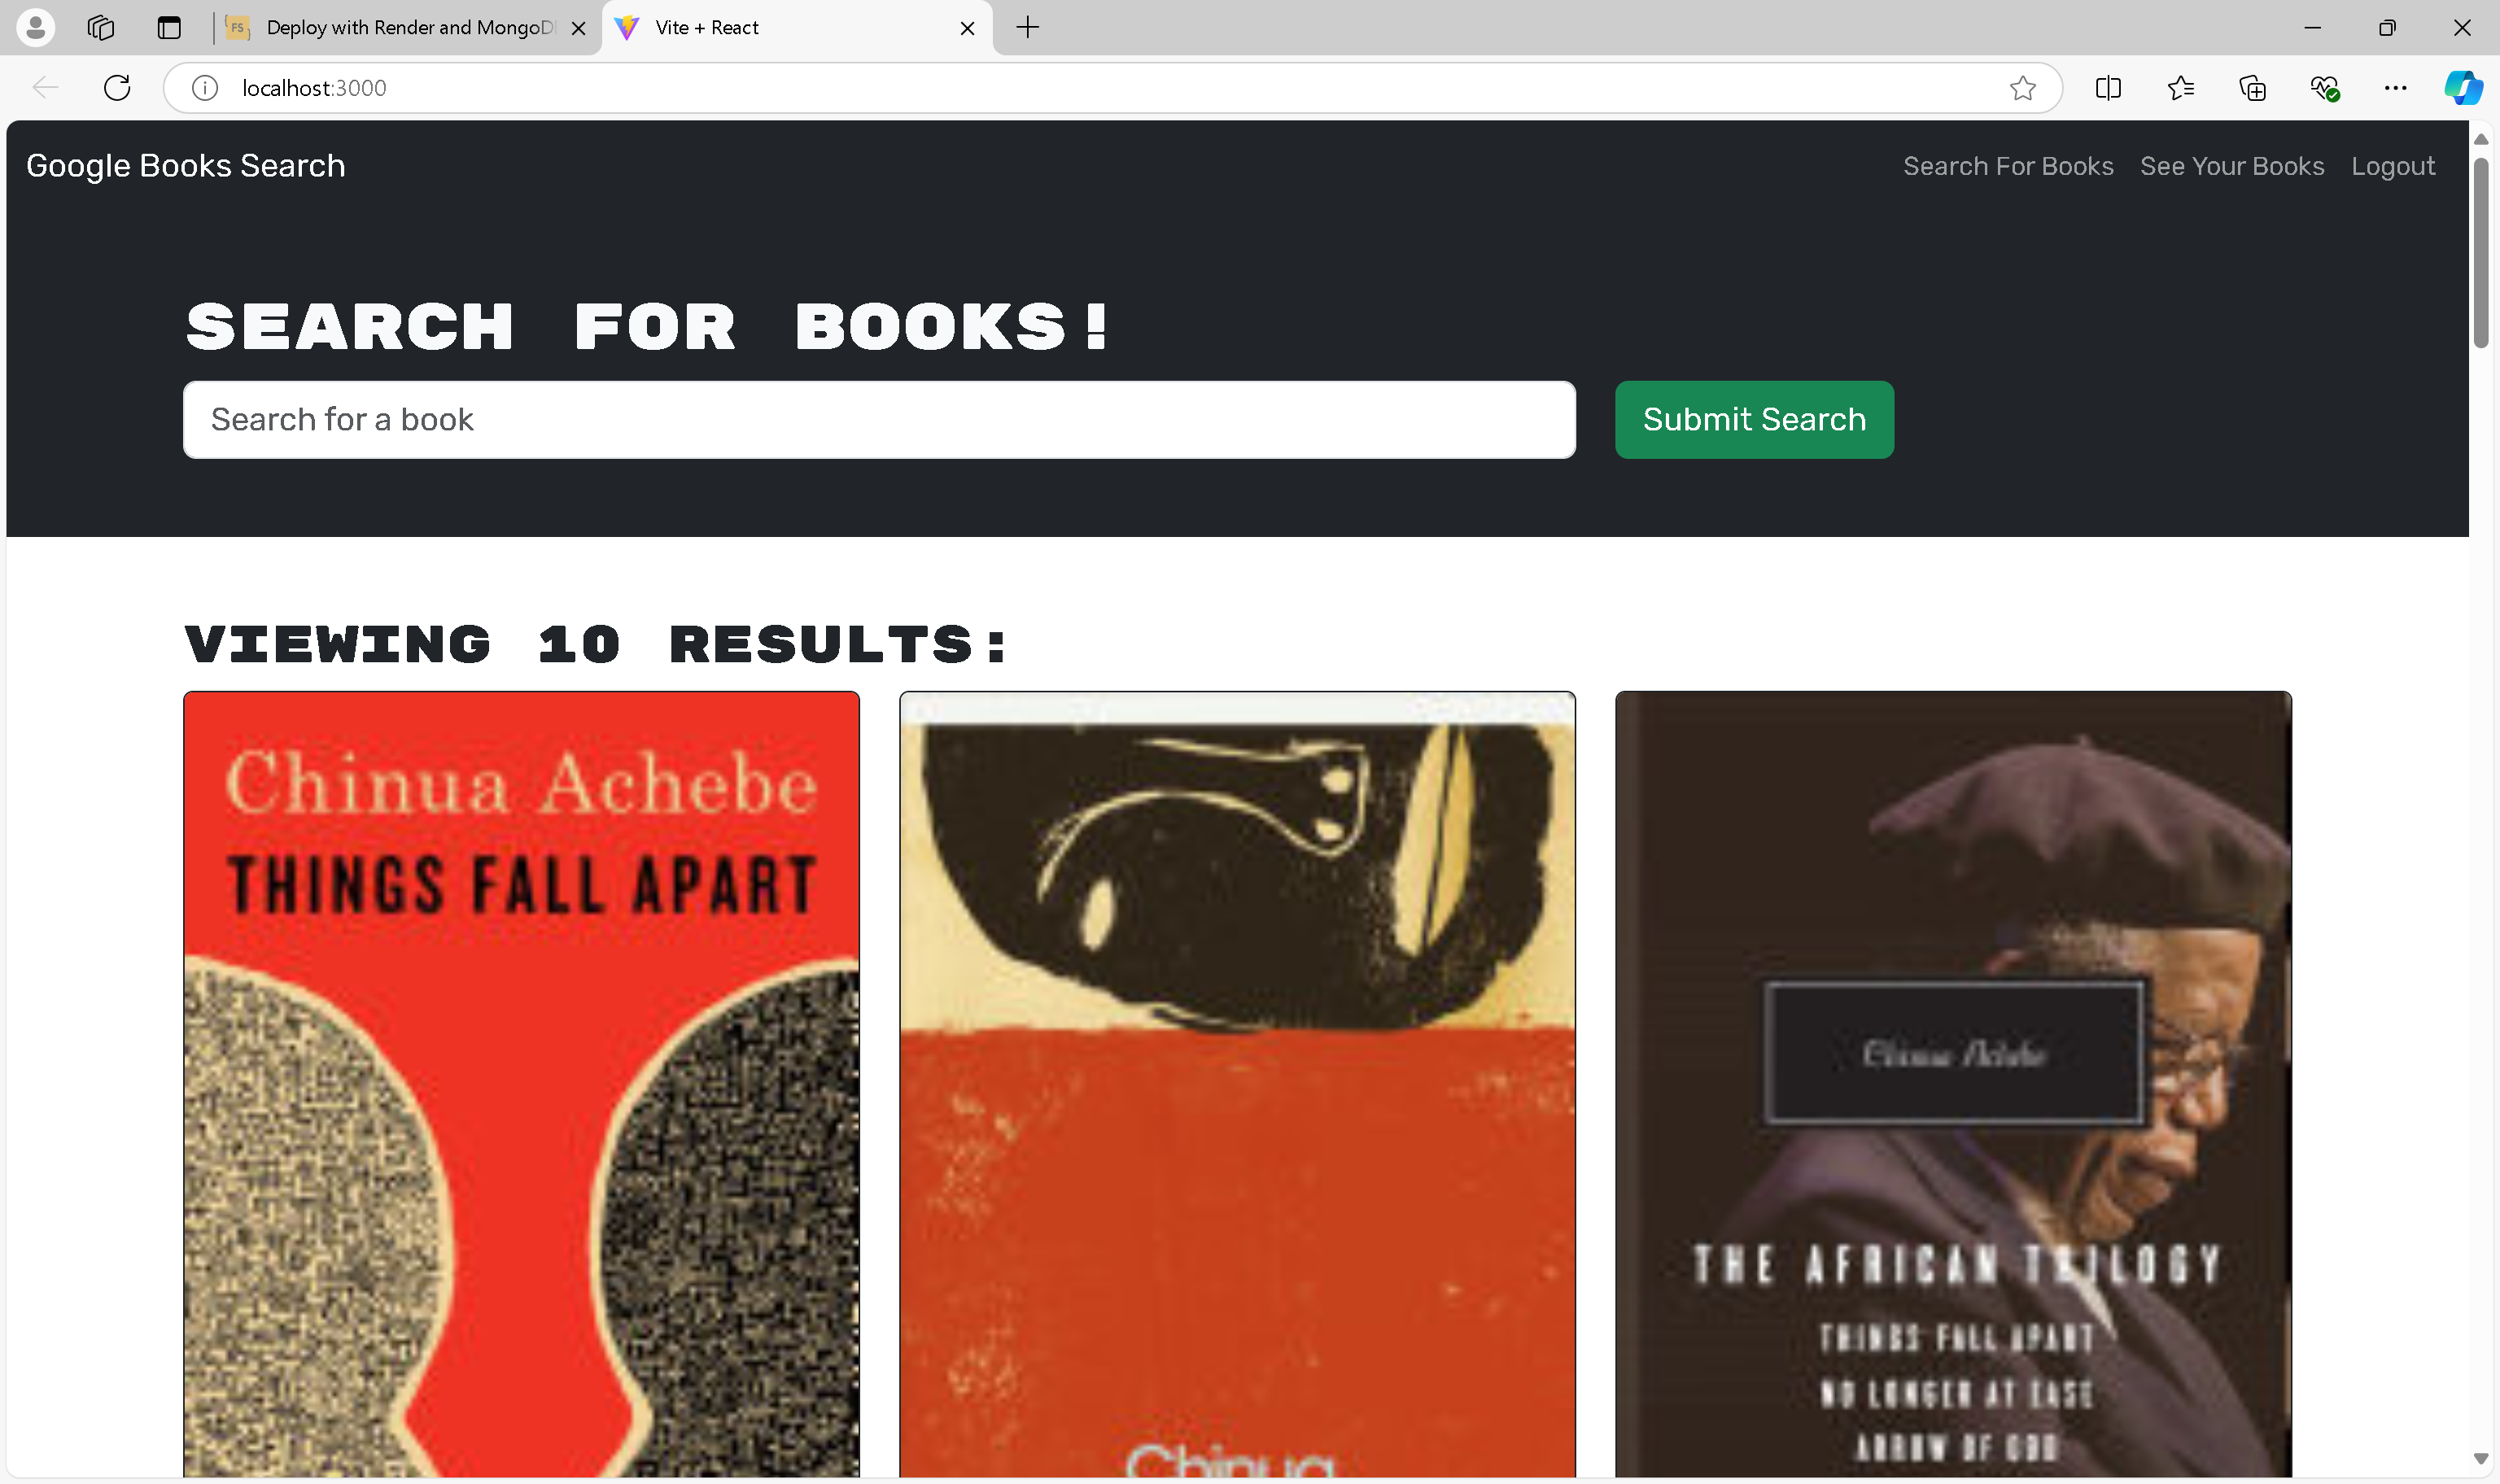 Deploy with Render and MongoD
Vite + React
localhost:3000
Google Books Search
Search For Books
See Your Books
Logout
SEARCH FOR BOOKS!
Search for a book
Submit Search
VIEWING 10 RESULTS:
Chinua Achebe
THINGS FALL APART
Chinua
Chinua Achebe
THE AFRICAN TRILOGY
THINGS FALL APART
NO LONGER AT EASE
ARROW OF GOD